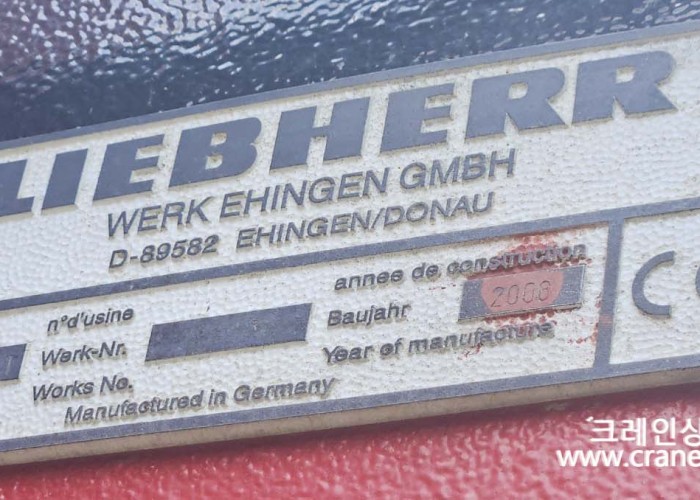 LIEBHERR
WERK EHINGEN GMBH
D-89582 EHINGEN/DONAU
n°d'usine
Werk-Nr.
Works No.
annee de construction
Baujahr
Year of manufacture
2006
Manufactured in Germany
C
크레인
www.crane